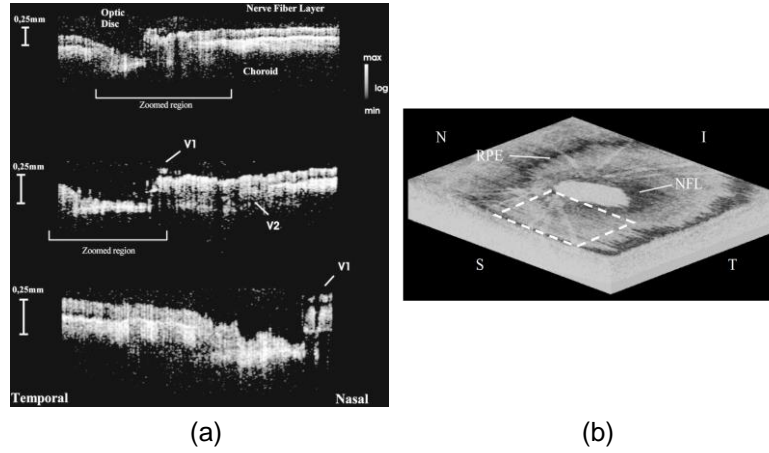 Optic
Disc
Nerve Fiber Layer
0,25mm
Choroid
max
log
min
Zoomed region
0,25mm
V1
V2
Zoomed region
0,25mm
V1
Temporal
Nasal
(a)
N
I
RPE
NFL
S
T
(b)